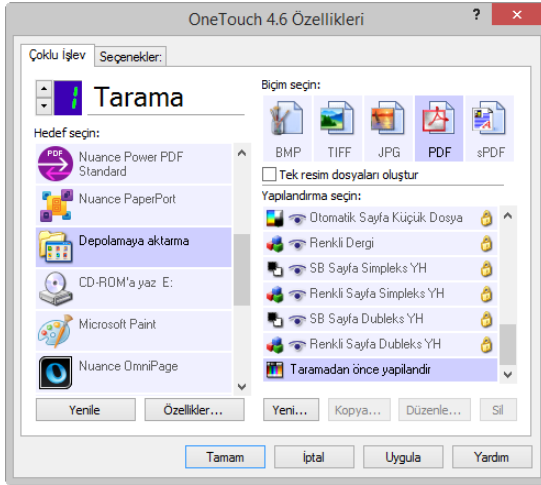 OneTouch 4.6 Özellikleri
?
Çoklu İşlev
Seçenekler:
1
Tarama
Hedef seçin:
PDF
Nuance Power PDF
Standard
Nuance PaperPort
Depolamaya aktarma
CD-ROM'a yaz E:
Microsoft Paint
Nuance OmniPage
Yenile
Özellikler...
Biçim seçin:
BMP
TIFF
JPG
PDF
sPDF
Tek resim dosyaları oluştur
Yapılandırma seçin:
Otomatik Sayfa Küçük Dosya
Renkli Dergi
SB Sayfa Simpleks YH
Renkli Sayfa Simpleks YH
SB Sayfa Dubleks YH
Renkli Sayfa Dubleks YH
Taramadan önce yapilandir
Yeni...
Kopya...
Düzenle...
Sil
Tamam
İptal
Uygula
Yardım